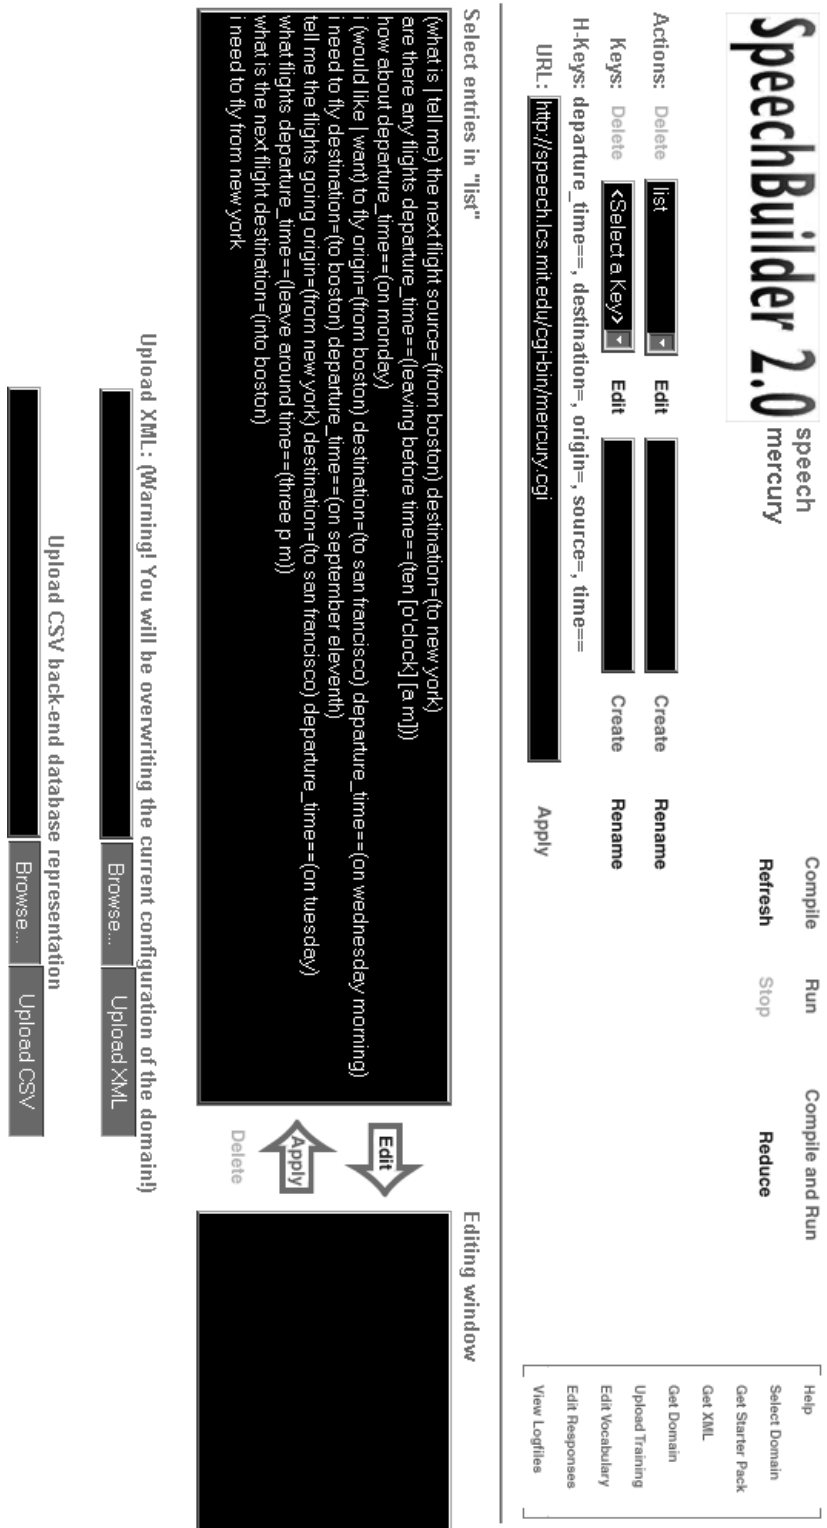 SpeechBuilder 2.0
speech
mercury
Compile Run Compile and Run
Refresh Stop Reduce
Help
Select Domain
Get Starter Pack
Get XML
Get Domain
Upload Training
Edit Vocabulary
Edit Responses
View Logfiles
Actions: Delete list Edit Create Rename
Keys: Delete <Select a Key> Edit Create Rename
H-Keys: departure_time==, destination=, origin=, source=, time==
URL: http://speech.lcs.mit.edu/cgi-bin/mercury.cgi Apply
Select entries in "list"
(what is | tell me) the next flight source=(from boston) destination=(to new york)
are there any flights departure_time==(leaving before time==(ten [o'clock] [a m]))
how about departure_time==(on monday)
i (would like | want) to fly origin=(from boston) destination=(to san francisco) departure_time==(on wednesday morning)
i need to fly destination=(to boston) departure_time==(on september eleventh)
tell me the flights going origin=(from new york) destination=(to san francisco) departure_time==(on tuesday)
what flights departure_time==(leave around time==(three p m))
what is the next flight destination=(into boston)
i need to fly from new york
Edit
Apply
Delete
Editing window
Upload XML: (Warning! You will be overwriting the current configuration of the domain!)
Browse... Upload XML
Upload CSV back-end database representation
Browse... Upload CSV